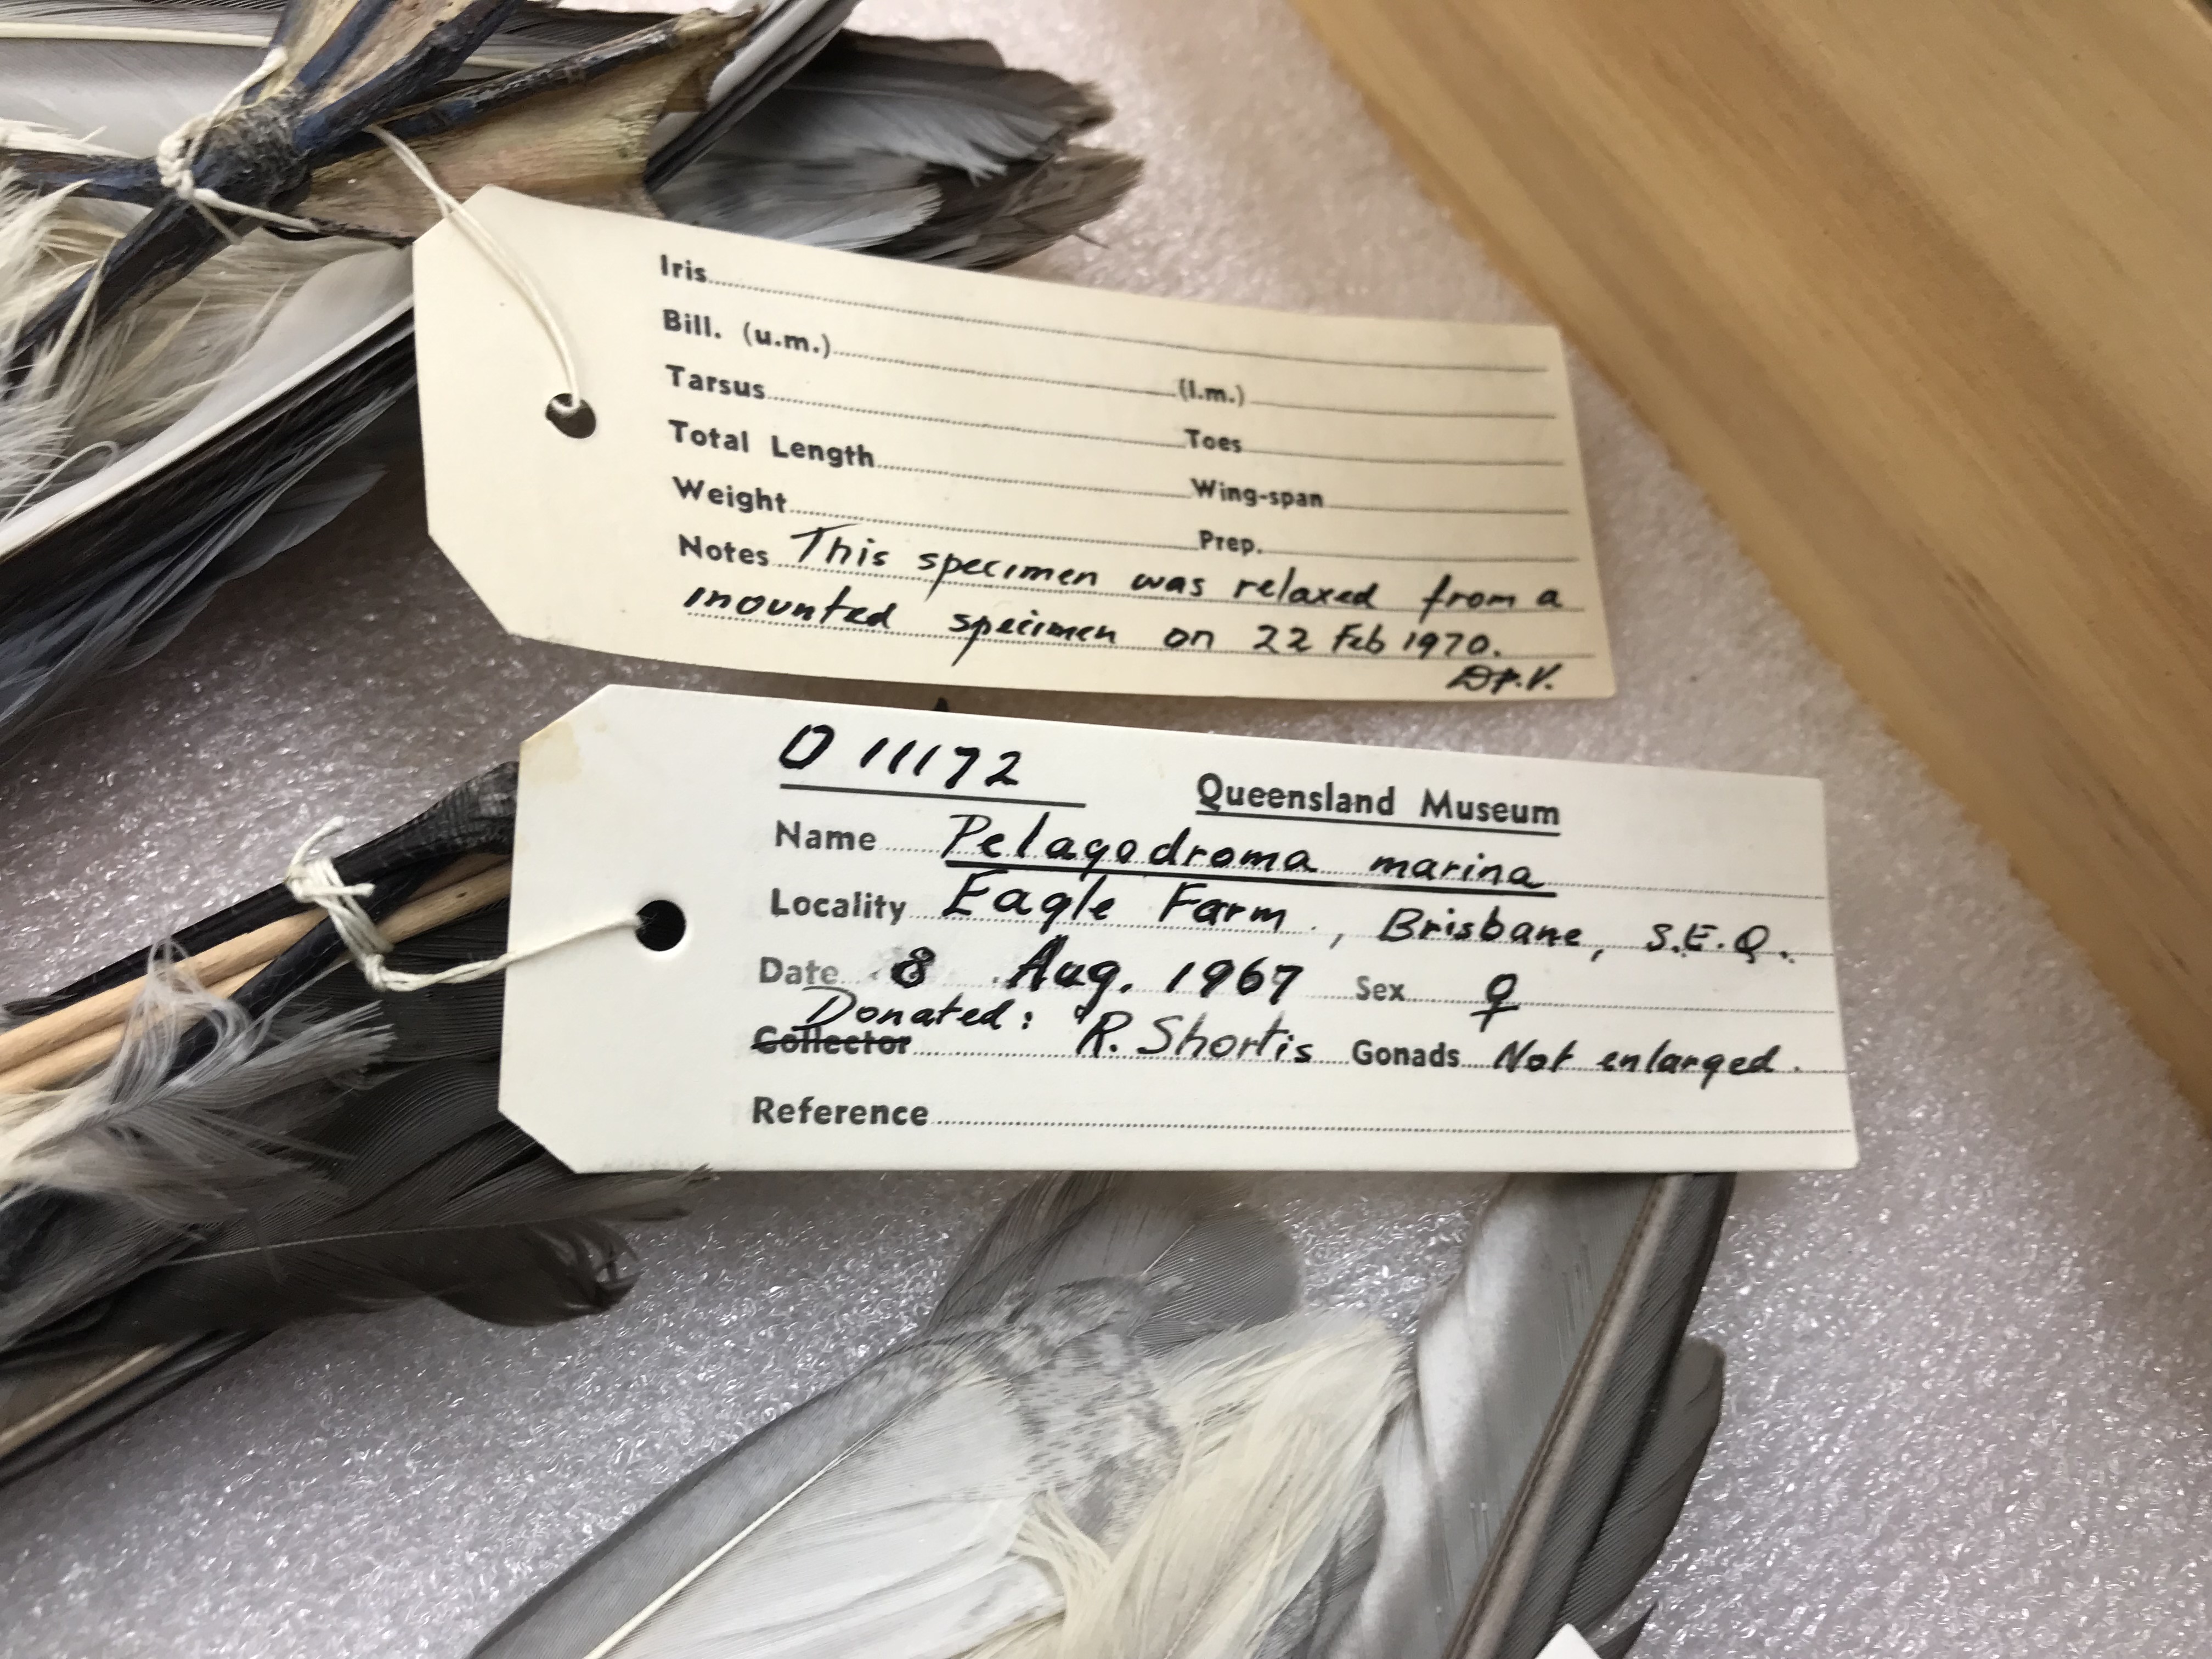 O 11172
Queensland Museum
Name Pelagodroma marina
Locality Eagle Farm, Brisbane, S.E.Q.
Date 8 Aug. 1967 Sex ♀
Donated: P. Shortis
Collector Gonads Not enlarged.
Reference
Iris
Bill. (u.m.) (l.m.)
Tarsus Toes
Total Length Wing-span
Weight Prep.
Notes This specimen was relaxed from a
mounted specimen on 22 Feb 1970.